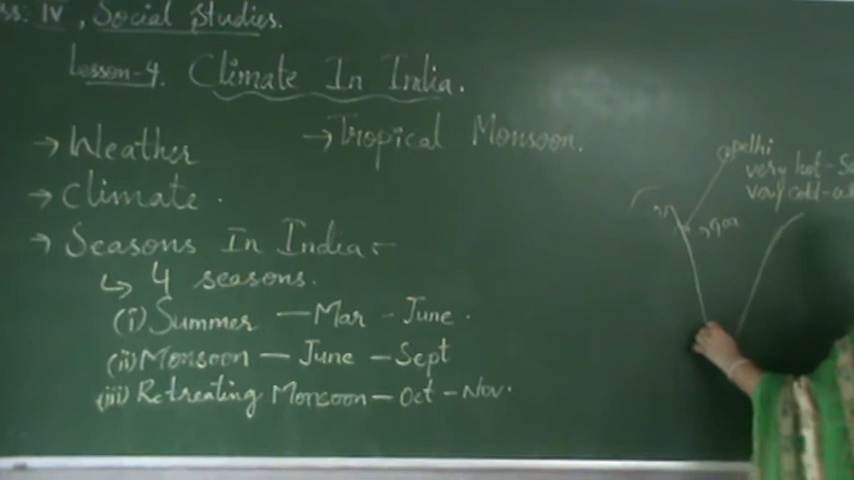 ss: IV, Social Studies.
Lesson-4. Climate In India.
→ Weather → Tropical Monsoon.
→ Climate.
→ Seasons In India:-
↳ 4 seasons.
(i) Summer — Mar - June.
(ii) Monsoon — June - Sept
(iii) Retreating Monsoon - Oct - Nov.
Delhi
very hot - S
very cold -
→ goa